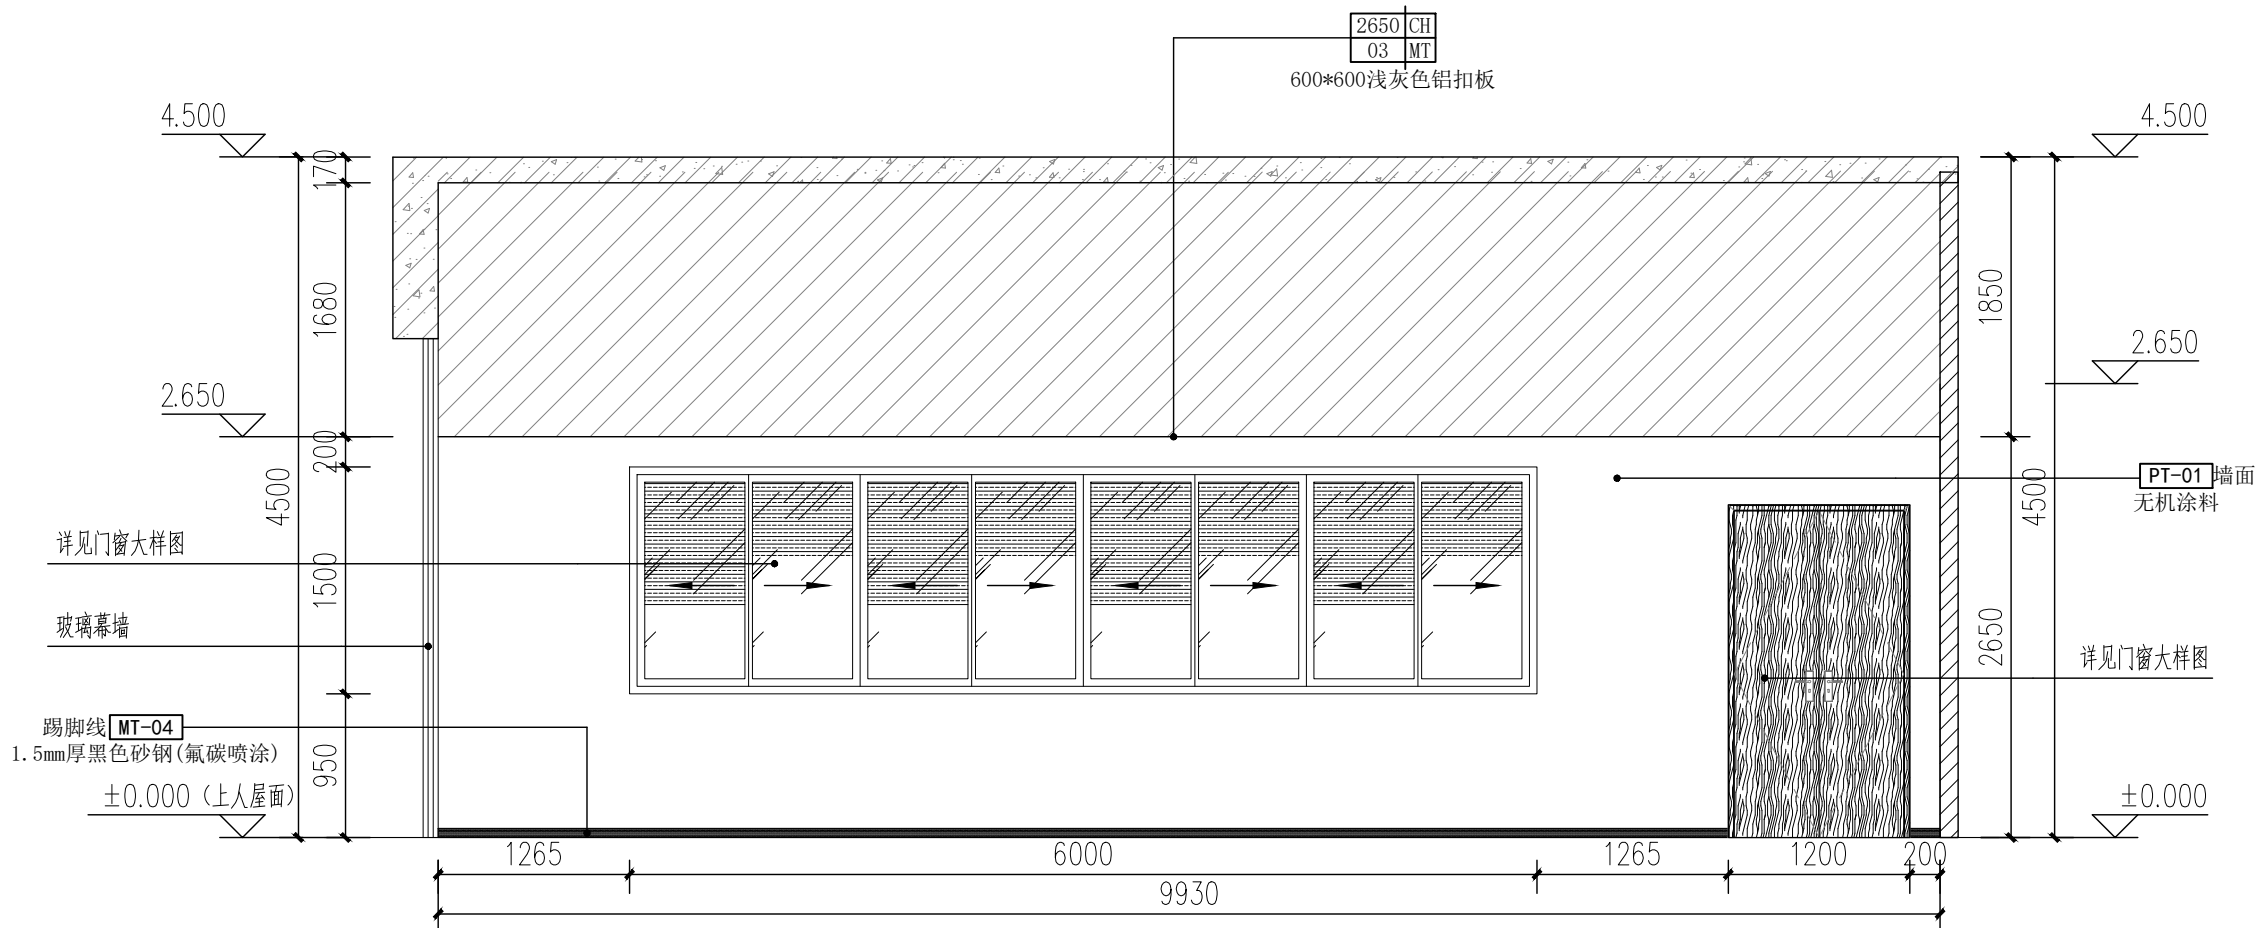 2650 CH
03 MT
600*600浅灰色铝扣板
4.500
4.500
170
1680
1850
2.650
2.650
200
4500
4500
PT-01 墙面
无机涂料
详见门窗大样图
1500
玻璃幕墙
2650
详见门窗大样图
踢脚线 MT-04
1.5mm厚黑色砂钢(氟碳喷涂)
950
±0.000 (上人屋面)
±0.000
1265
6000
1265
1200
200
9930